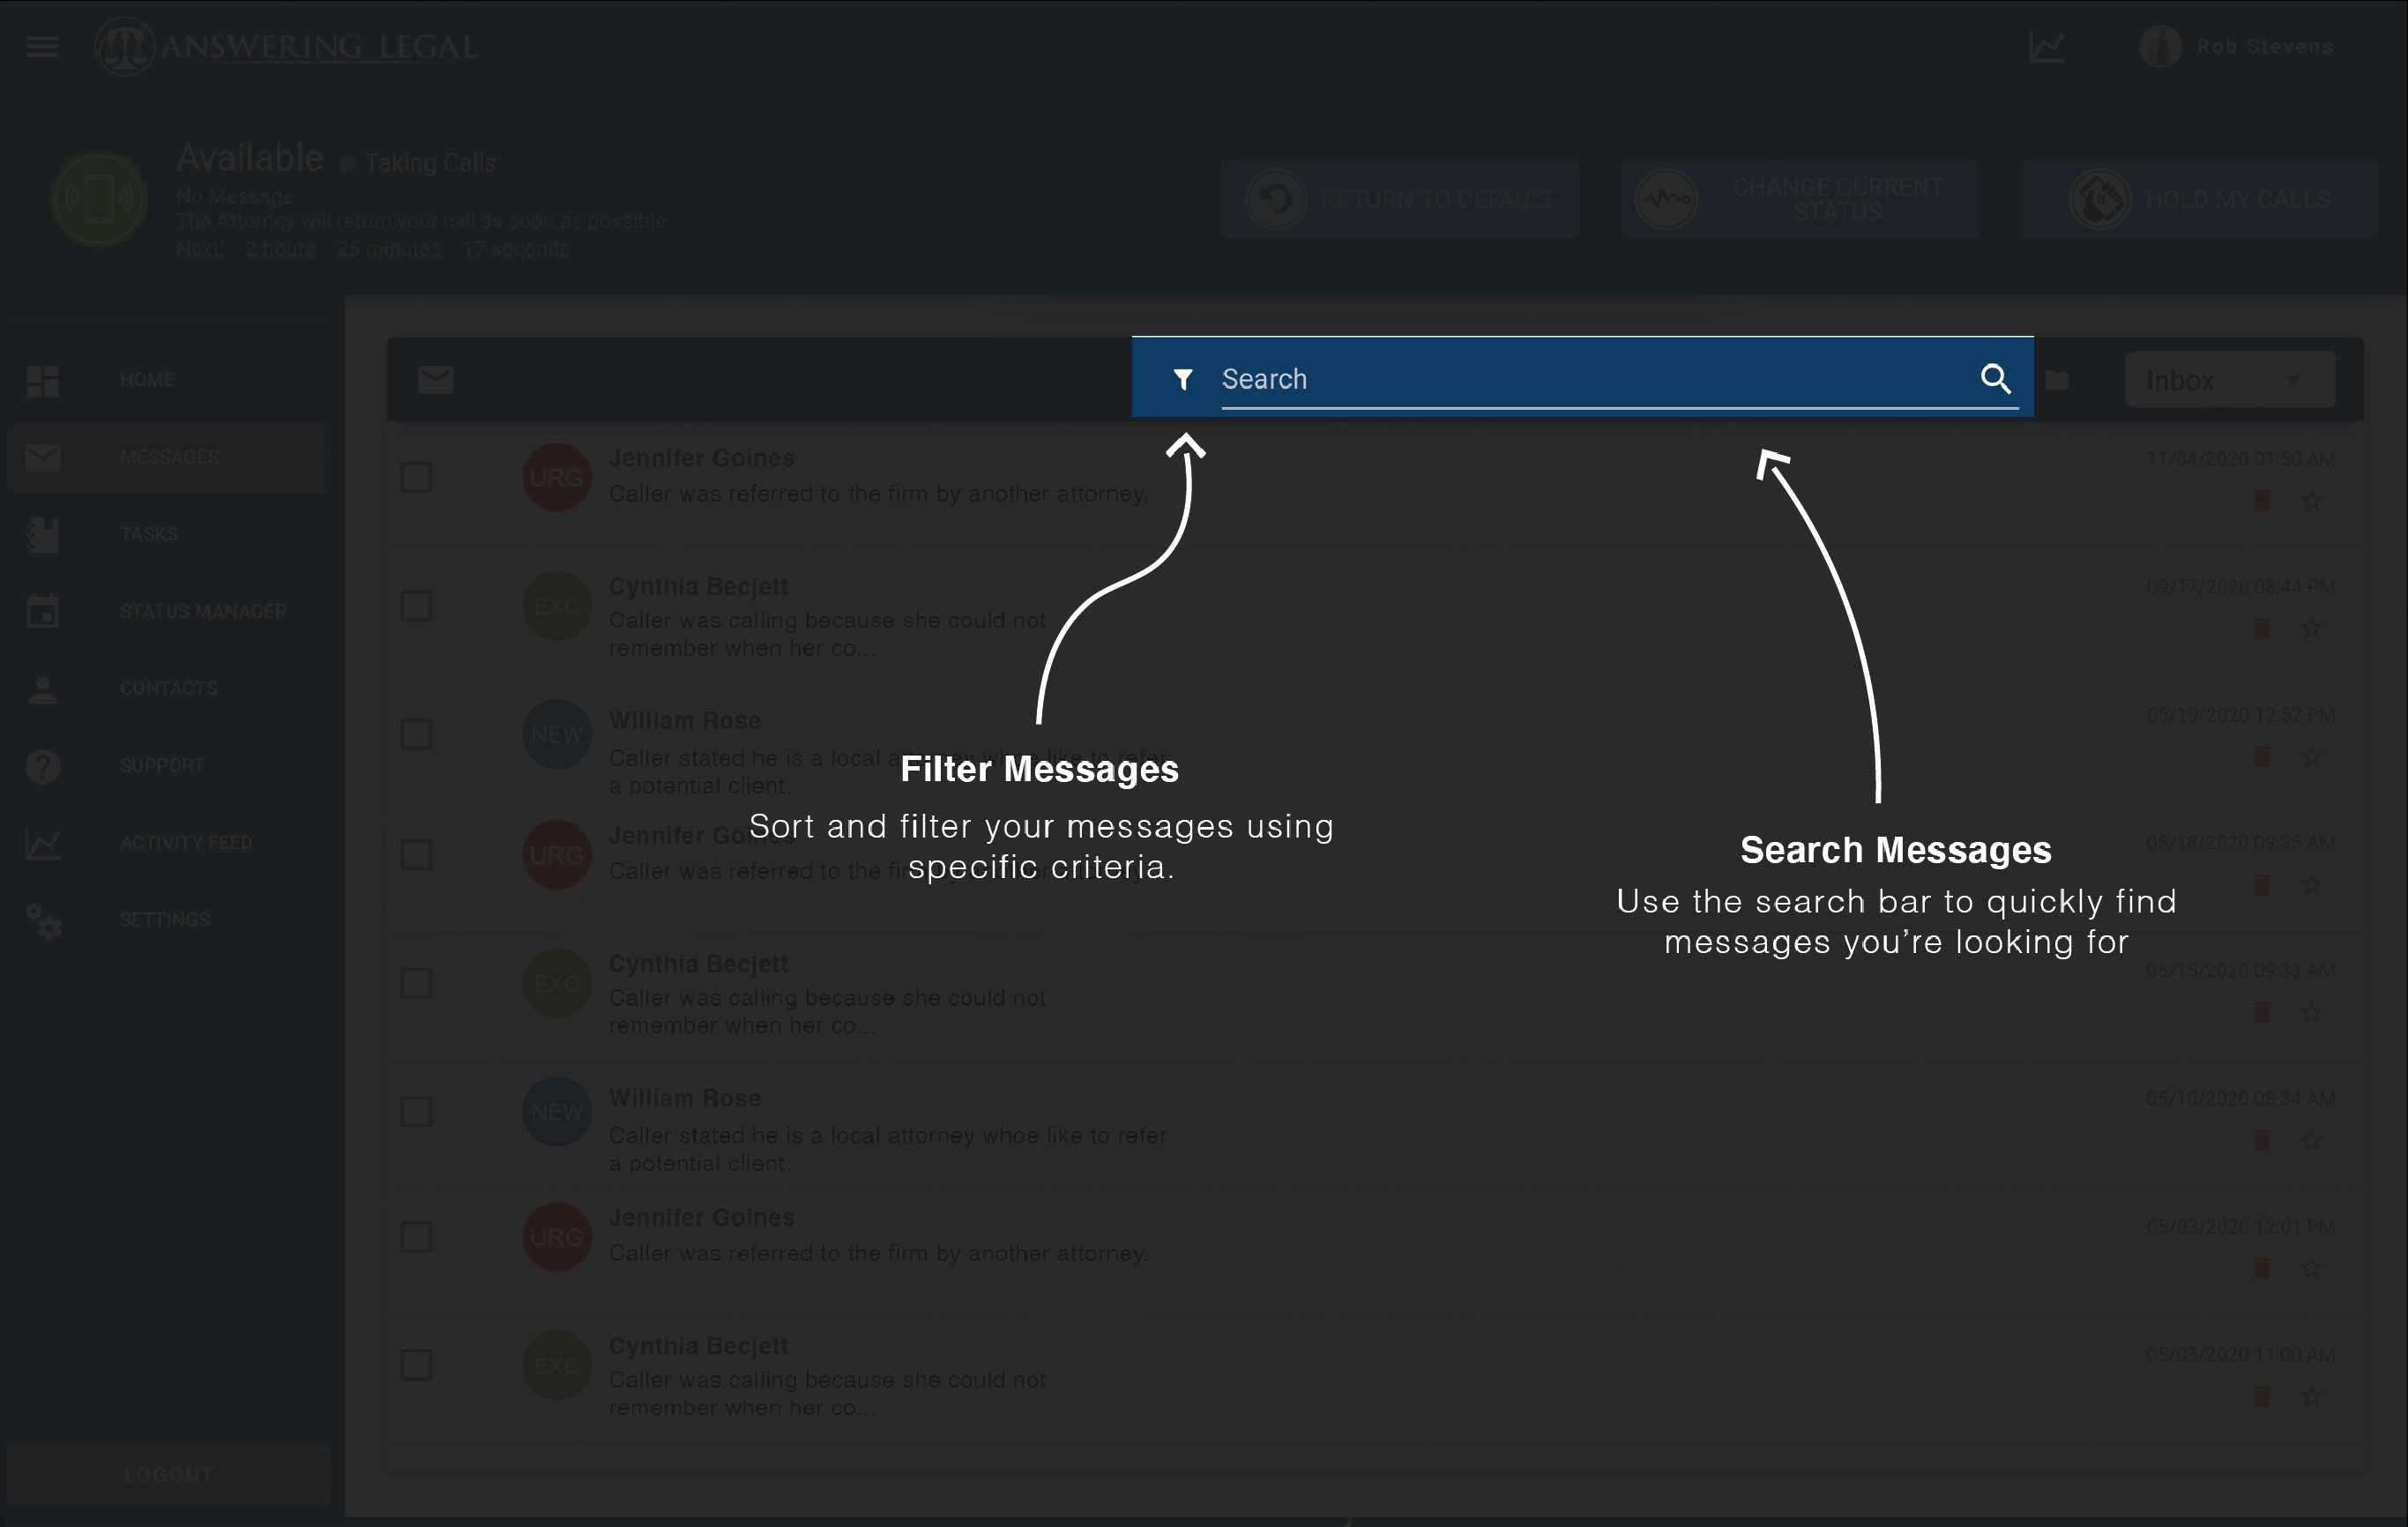 ANSWERING LEGAL
Rob Stevens
Available Taking Calls
No Message
The Attorney will return your call as soon as possible
Next: 2 hours 25 minutes 17 seconds
RETURN TO DEFAULT
CHANGE CURRENT
STATUS
HOLD MY CALLS
HOME
MESSAGES
TASKS
STATUS MANAGER
CONTACTS
SUPPORT
ACTIVITY FEED
SETTINGS
LOGOUT
Search
Inbox
URG
Jennifer Goines
Caller was referred to the firm by another attorney.
11/04/2020 01:50 AM
EXC
Cynthia Becjett
Caller was calling because she could not
remember when her co...
09/17/2020 08:44 PM
NEW
William Rose
Caller stated he is a local attorney whoe like to refer
a potential client.
05/19/2020 12:52 PM
Filter Messages
Sort and filter your messages using
specific criteria.
URG
Jennifer Goines
Caller was referred to the firm
05/18/2020 09:35 AM
Search Messages
Use the search bar to quickly find
messages you’re looking for
EXC
Cynthia Becjett
Caller was calling because she could not
remember when her co...
05/15/2020 09:33 AM
NEW
William Rose
Caller stated he is a local attorney whoe like to refer
a potential client.
05/10/2020 08:34 AM
URG
Jennifer Goines
Caller was referred to the firm by another attorney.
05/03/2020 12:01 PM
EXC
Cynthia Becjett
Caller was calling because she could not
remember when her co...
05/03/2020 11:00 AM